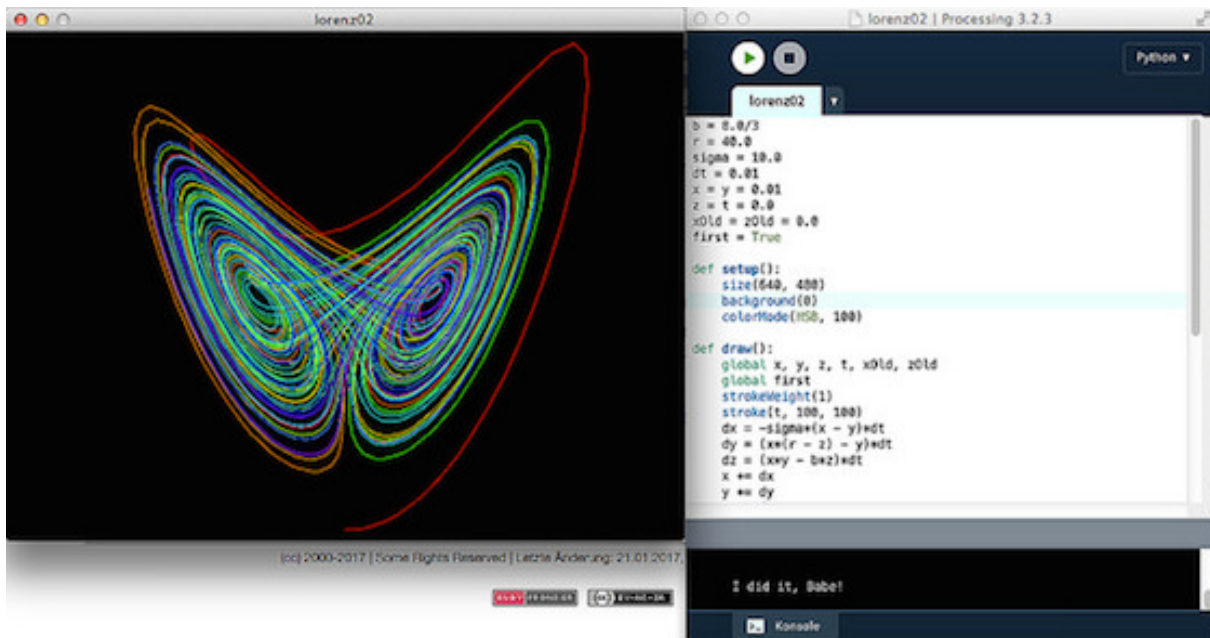 lorenz02
lorenz02 | Processing 3.2.3
Python ▾
lorenz02
b = 8.0/3
r = 40.0
sigma = 10.0
dt = 0.01
x = y = 0.01
z = t = 0.0
xOld = zOld = 0.0
first = True
def setup():
size(640, 480)
background(0)
colorMode(HSB, 100)
def draw():
global x, y, z, t, xOld, zOld
global first
strokeWeight(1)
stroke(t, 100, 100)
dx = -sigma*(x - y)*dt
dy = (x*(r - z) - y)*dt
dz = (x*y - b*z)*dt
x += dx
y += dy
(cc) 2000-2017 | Some Rights Reserved | Letzte Änderung: 21.01.2017,
I did it, Babe!
Konsole